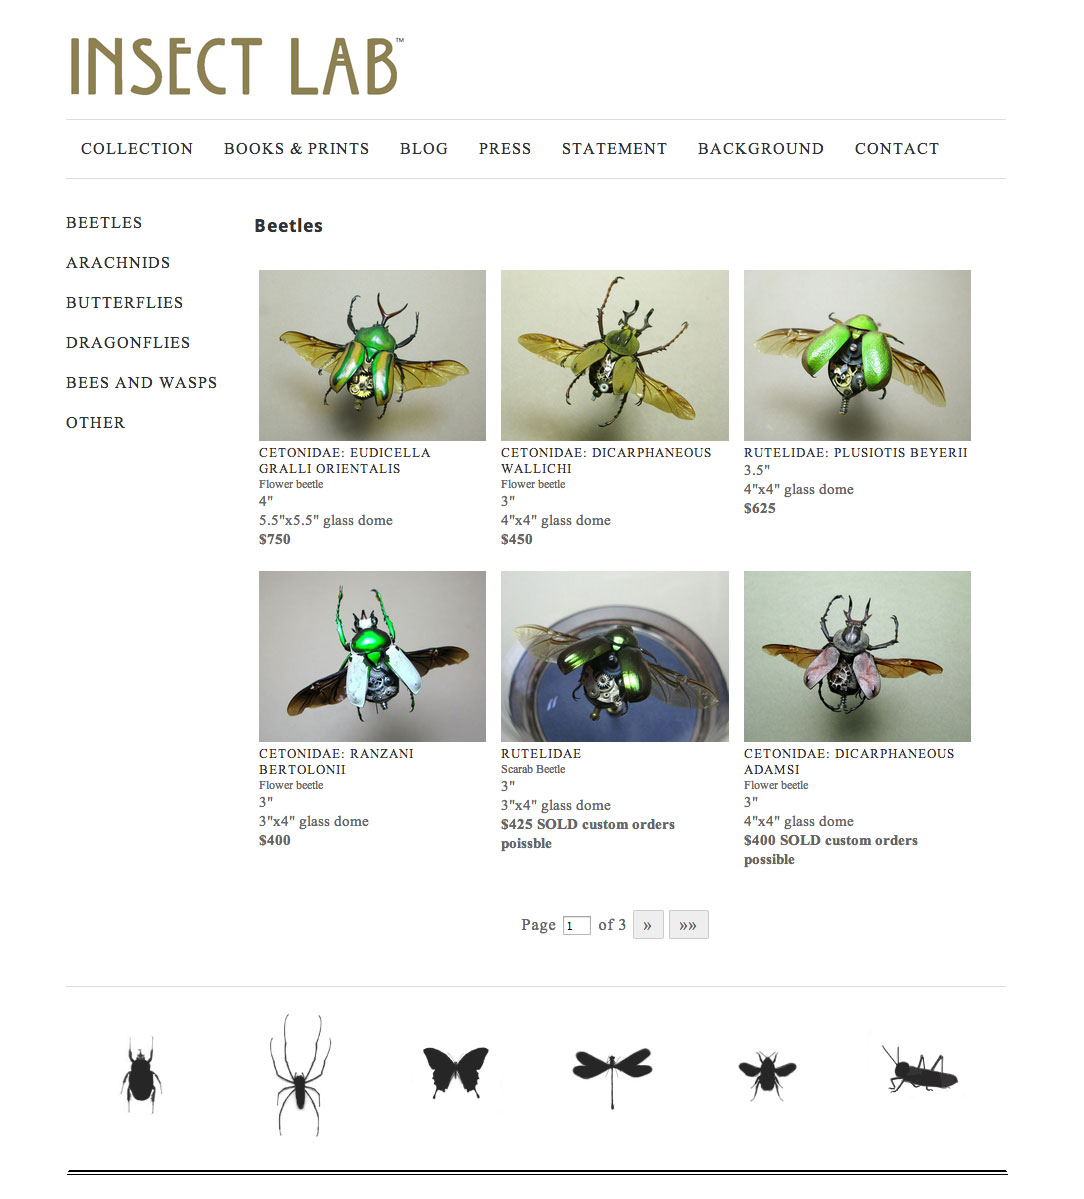 INSECT LAB™
COLLECTION BOOKS & PRINTS BLOG PRESS STATEMENT BACKGROUND CONTACT
BEETLES
ARACHNIDS
BUTTERFLIES
DRAGONFLIES
BEES AND WASPS
OTHER
Beetles
CETONIDAE: EUDICELLA
GRALLI ORIENTALIS
Flower beetle
4"
5.5"x5.5" glass dome
$750
CETONIDAE: DICARPHANEOUS
WALLICHI
Flower beetle
3"
4"x4" glass dome
$450
RUTELIDAE: PLUSIOTIS BEYERII
3.5"
4"x4" glass dome
$625
CETONIDAE: RANZANI
BERTOLONII
Flower beetle
3"
3"x4" glass dome
$400
RUTELIDAE
Scarab Beetle
3"
3"x4" glass dome
$425 SOLD custom orders
poissble
CETONIDAE: DICARPHANEOUS
ADAMSI
Flower beetle
3"
4"x4" glass dome
$400 SOLD custom orders
possible
Page 1 of 3 » »»